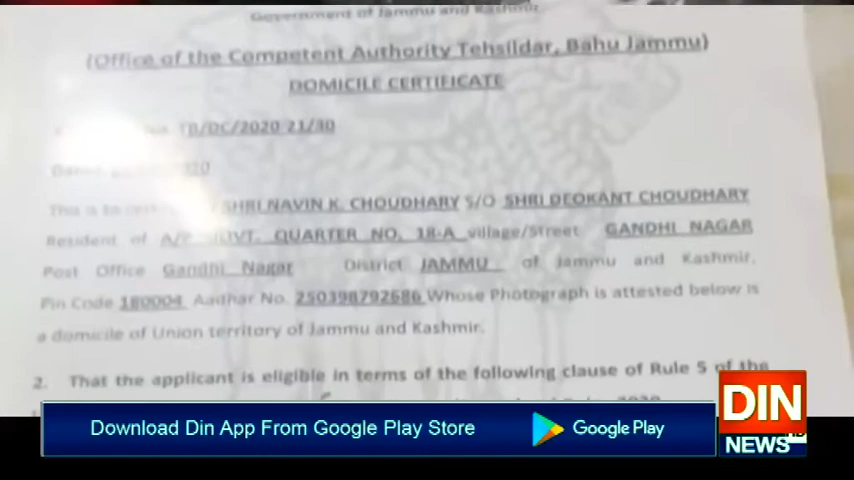 Government of Jammu and Kashmir
(Office of the Competent Authority Tehsildar, Bahu Jammu)
DOMICILE CERTIFICATE
TB/DC/2020 21/30
This is to SHRI NAVIN K. CHOUDHARY S/O SHRI DEOKANT CHOUDHARY
Resident of A/P GOVT. QUARTER NO. 18-A village/Street GANDHI NAGAR
Post Office Gandhi Nagar District JAMMU of Jammu and Kashmir.
Pin Code 180004 Aadhar No. 250398792686 Whose Photograph is attested below is
a domicile of Union territory of Jammu and Kashmir.
2. That the applicant is eligible in terms of the following clause of Rule 5 of the
Download Din App From Google Play Store
Google Play
DIN
NEWS